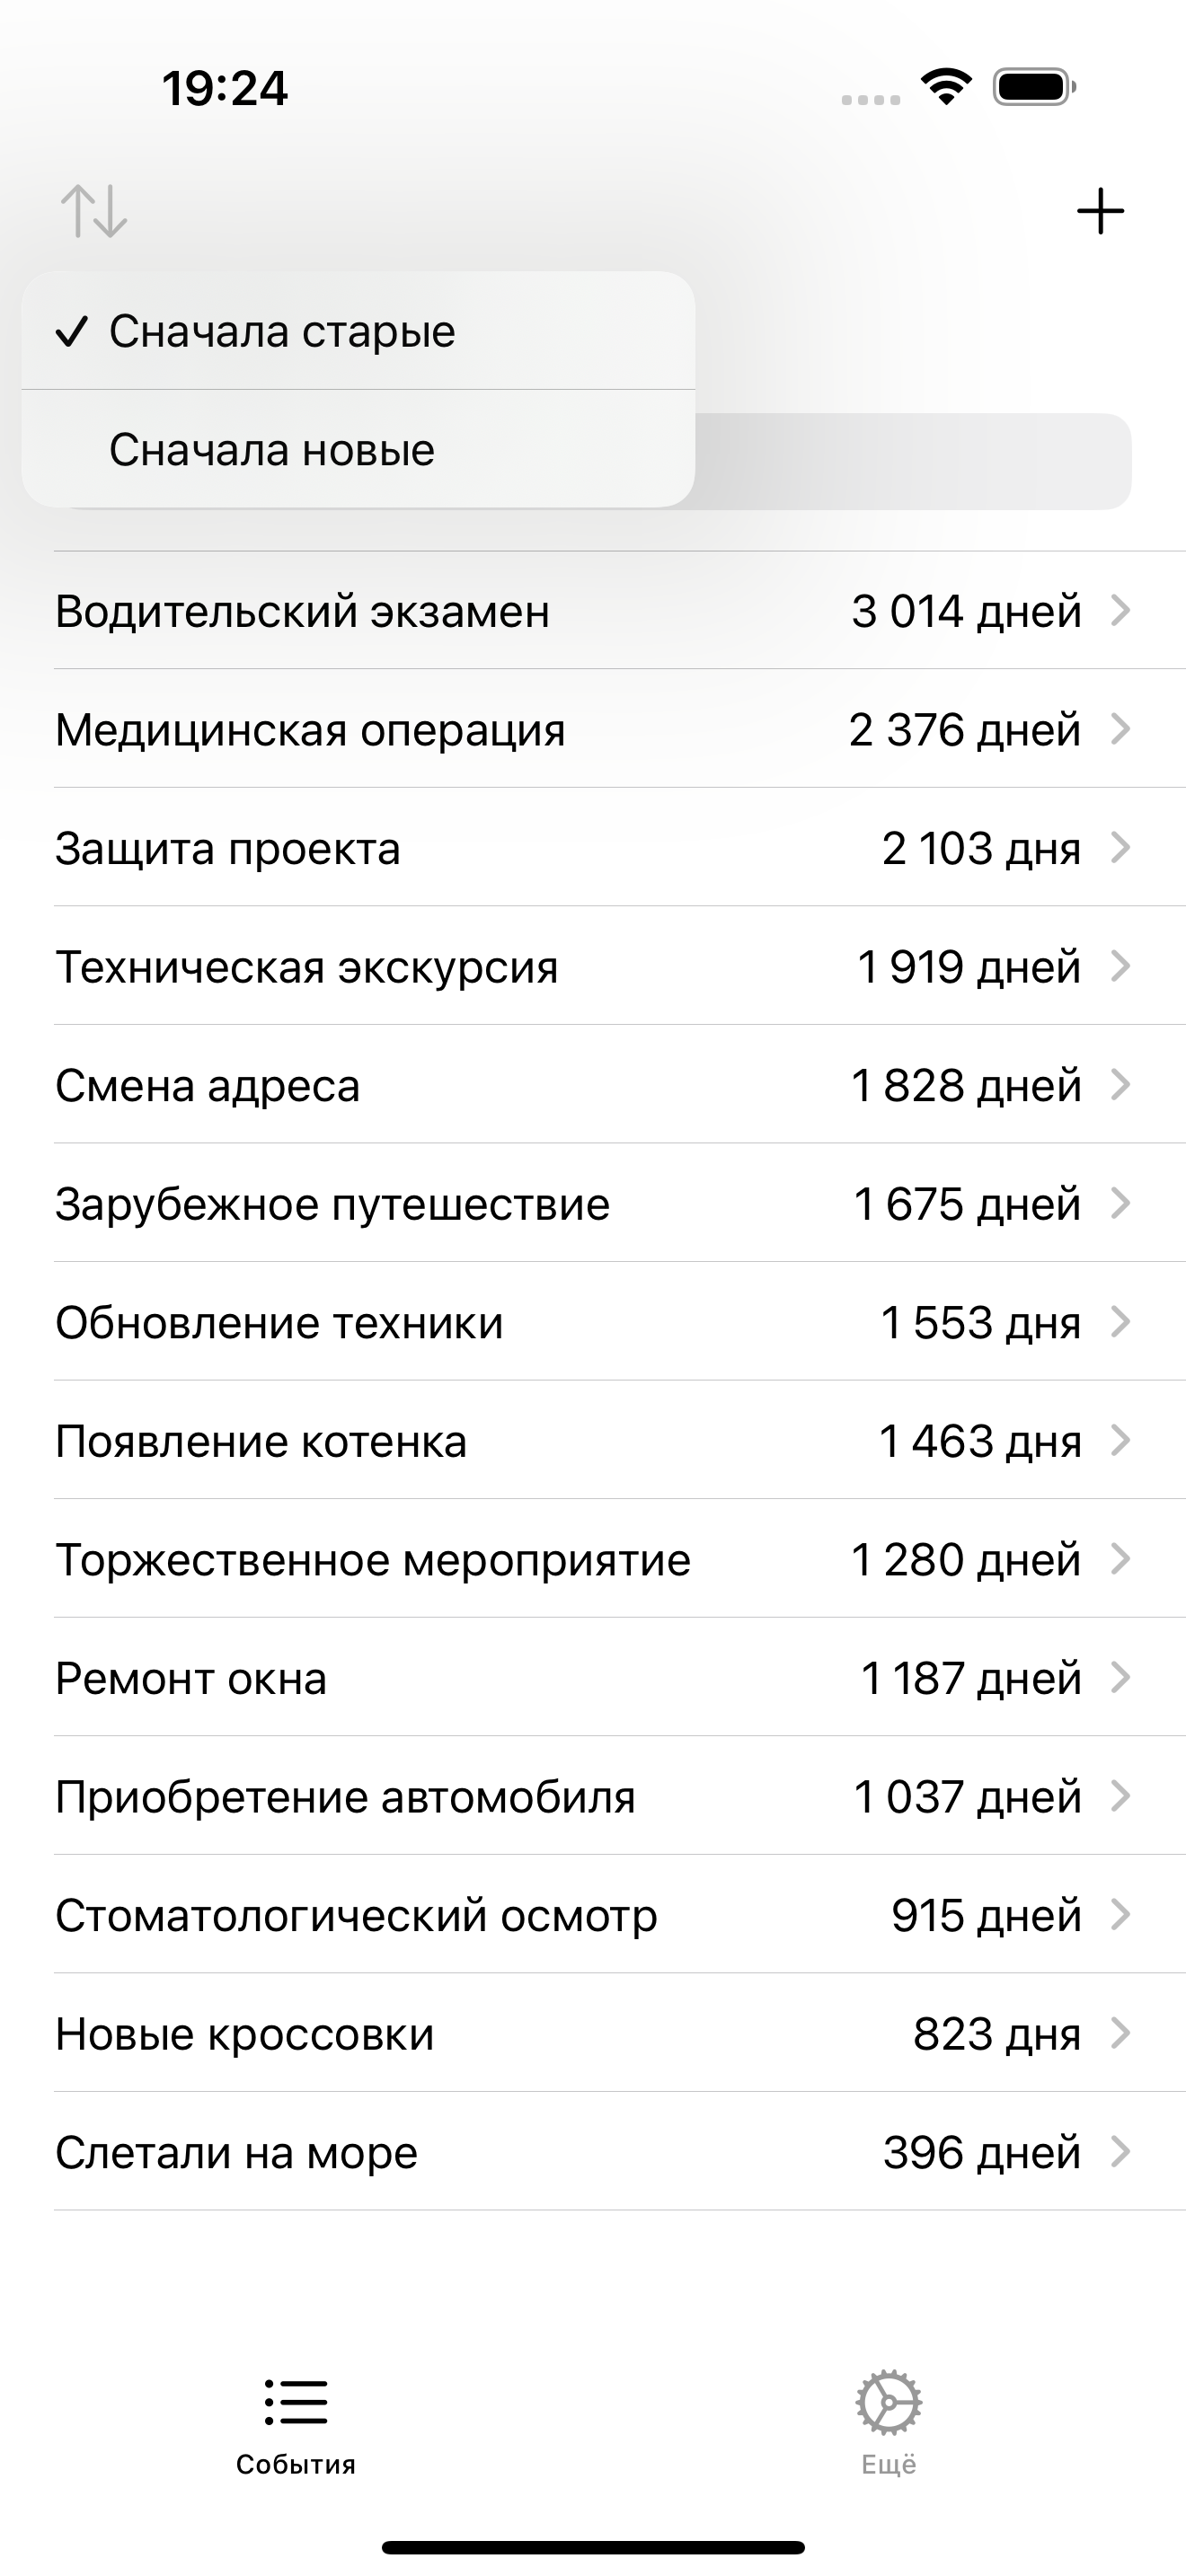 19:24
Сначала старые
Сначала новые
Водительский экзамен 3 014 дней
Медицинская операция 2 376 дней
Защита проекта 2 103 дня
Техническая экскурсия 1 919 дней
Смена адреса 1 828 дней
Зарубежное путешествие 1 675 дней
Обновление техники 1 553 дня
Появление котенка 1 463 дня
Торжественное мероприятие 1 280 дней
Ремонт окна 1 187 дней
Приобретение автомобиля 1 037 дней
Стоматологический осмотр 915 дней
Новые кроссовки 823 дня
Слетали на море 396 дней
События Ещё